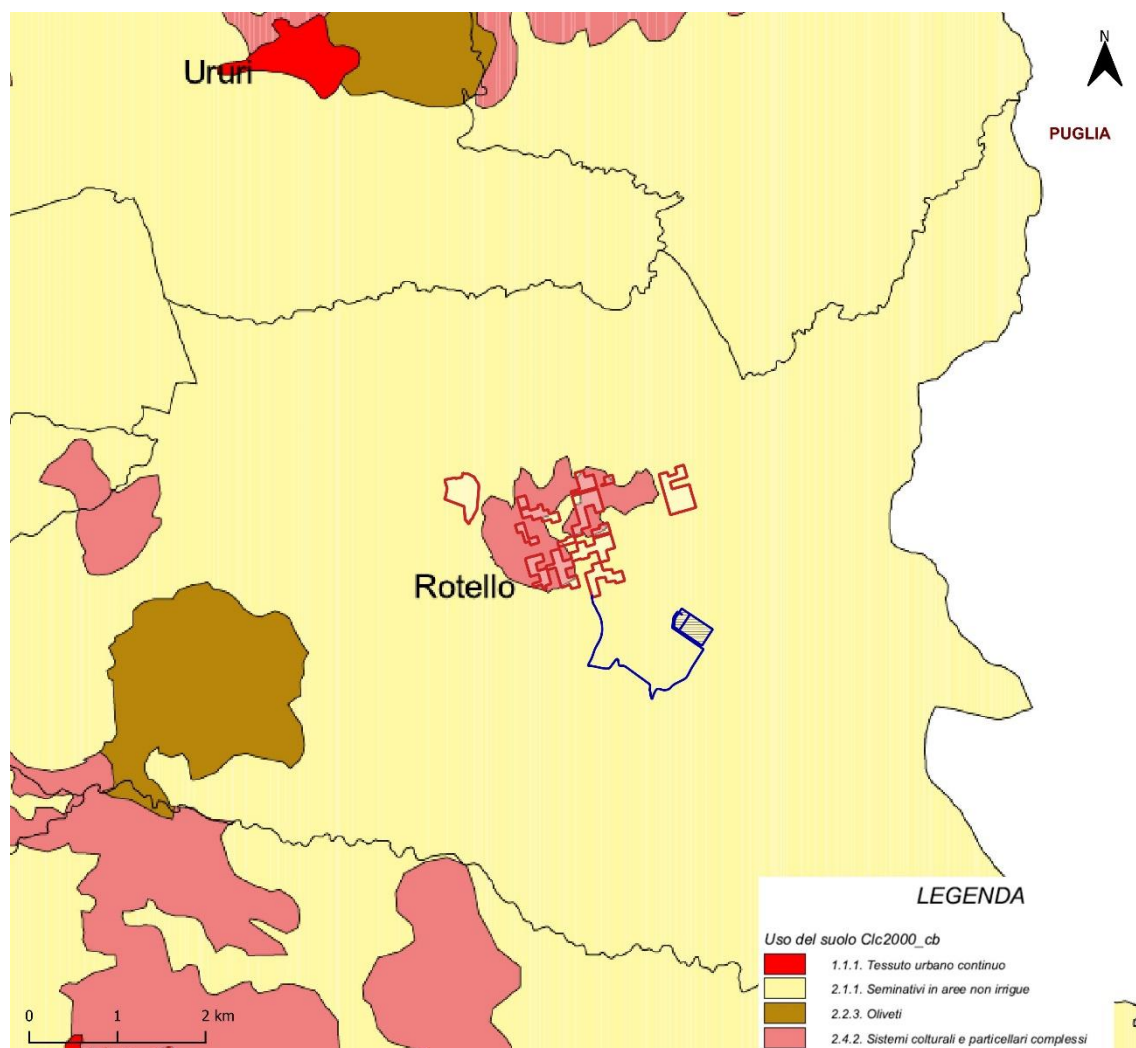 N
Ururi
PUGLIA
Rotello
LEGENDA
Uso del suolo Clc2000_cb
1.1.1. Tessuto urbano continuo
2.1.1. Seminativi in aree non irrigue
2.2.3. Oliveti
2.4.2. Sistemi colturali e particellari complessi
0 1 2 km